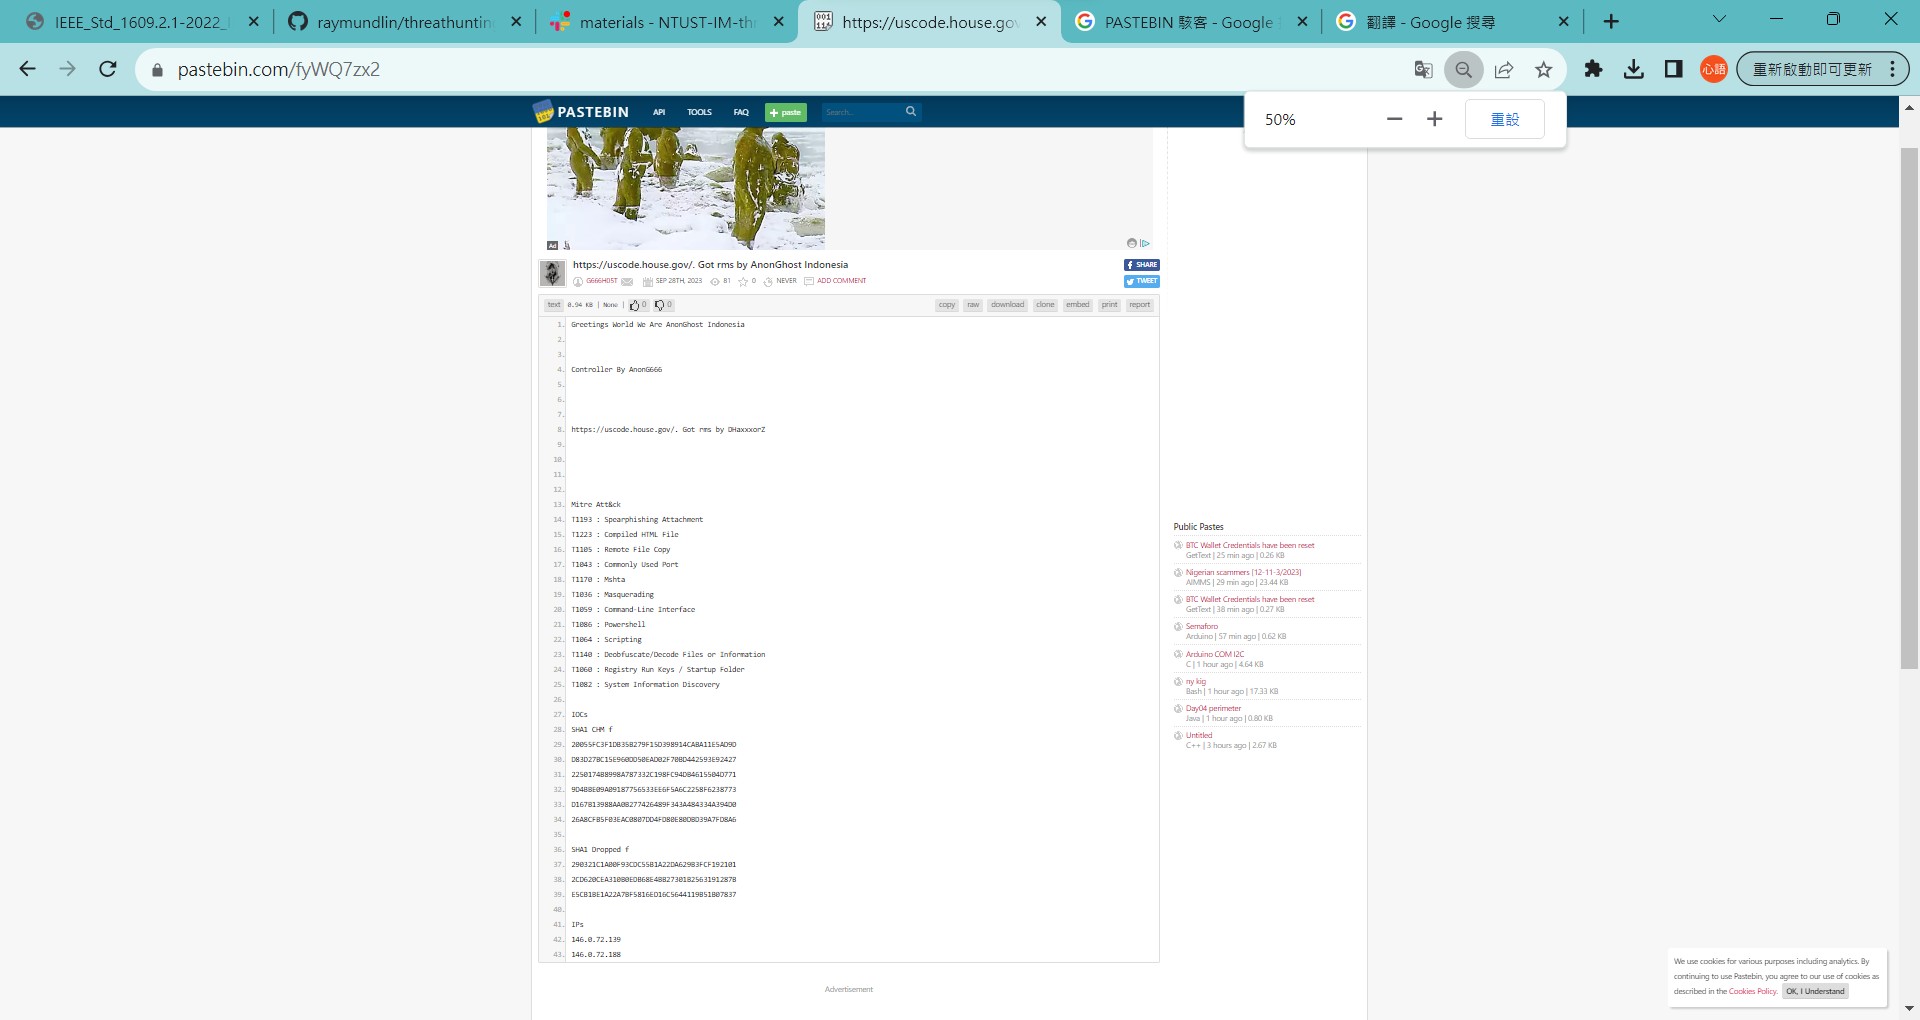 IEEE_Std_1609.2.1-2022_
raymundlin/threathuntin
materials - NTUST-IM-thr
https://uscode.house.gov
PASTEBIN 駭客 - Google
翻譯 - Google 搜尋
pastebin.com/fyWQ7zx2
心語
重新啟動即可更新
50%
重設
PASTEBIN
API
TOOLS
FAQ
paste
Search...
Ad
https://uscode.house.gov/. Got rms by AnonGhost Indonesia
SHARE
G666H05T
SEP 28TH, 2023
81
0
NEVER
ADD COMMENT
TWEET
text 0.94 KB | None | 0 0
copy raw download clone embed print report
1. Greetings World We Are AnonGhost Indonesia
2.
3.
4. Controller By AnonG666
5.
6.
7.
8. https://uscode.house.gov/. Got rms by DHaxxxorZ
9.
10.
11.
12.
13. Mitre Att&ck
14. T1193 : Spearphishing Attachment
15. T1223 : Compiled HTML File
16. T1105 : Remote File Copy
17. T1043 : Commonly Used Port
18. T1170 : Mshta
19. T1036 : Masquerading
20. T1059 : Command-Line Interface
21. T1086 : Powershell
22. T1064 : Scripting
23. T1140 : Deobfuscate/Decode Files or Information
24. T1060 : Registry Run Keys / Startup Folder
25. T1082 : System Information Discovery
26.
27. IOCs
28. SHA1 CHM f
29. 20055FC3F1DB35B279F15D398914CABA11E5AD9D
30. D83D27BC15E960DD50EAD02F70BD442593E92427
31. 2250174B8998A787332C198FC94DB4615504D771
32. 9D4BBE09A09187756533EE6F5A6C2258F6238773
33. D167B13988AA0B277426489F343A484334A394D0
34. 26A8CFB5F03EAC0807DD4FD80E80DBD39A7FD8A6
35.
36. SHA1 Dropped f
37. 290321C1A00F93CDC55B1A22DA629B3FCF192101
38. 2CD620CEA310B0EDB68E4BB27301B2563191287B
39. E5CB1BE1A22A7BF5816ED16C5644119B51B07837
40.
41. IPs
42. 146.0.72.139
43. 146.0.72.188
Advertisement
Public Pastes
BTC Wallet Credentials have been reset
GetText | 25 min ago | 0.26 KB
Nigerian scammers [12-11-3/2023]
AIMMS | 29 min ago | 23.44 KB
BTC Wallet Credentials have been reset
GetText | 38 min ago | 0.27 KB
Semaforo
Arduino | 57 min ago | 0.62 KB
Arduino COM I2C
C | 1 hour ago | 4.64 KB
ny kig
Bash | 1 hour ago | 17.33 KB
Day04 perimeter
Java | 1 hour ago | 0.80 KB
Untitled
C++ | 3 hours ago | 2.67 KB
We use cookies for various purposes including analytics. By
continuing to use Pastebin, you agree to our use of cookies as
described in the Cookies Policy. OK, I Understand